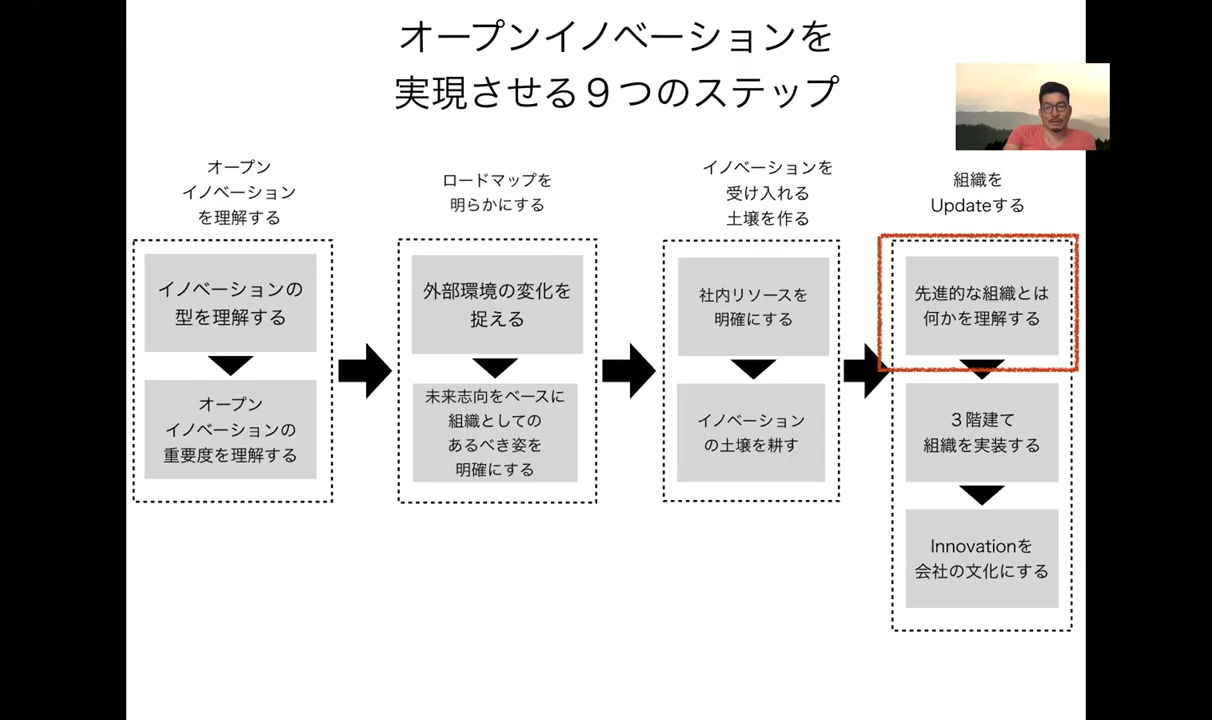 オープンイノベーションを
実現させる９つのステップ
オープン
イノベーション
を理解する
イノベーションの
型を理解する
オープン
イノベーションの
重要度を理解する
ロードマップを
明らかにする
外部環境の変化を
捉える
未来志向をベースに
組織としての
あるべき姿を
明確にする
イノベーションを
受け入れる
土壌を作る
社内リソースを
明確にする
イノベーション
の土壌を耕す
組織を
Updateする
先進的な組織とは
何かを理解する
３階建て
組織を実装する
Innovationを
会社の文化にする